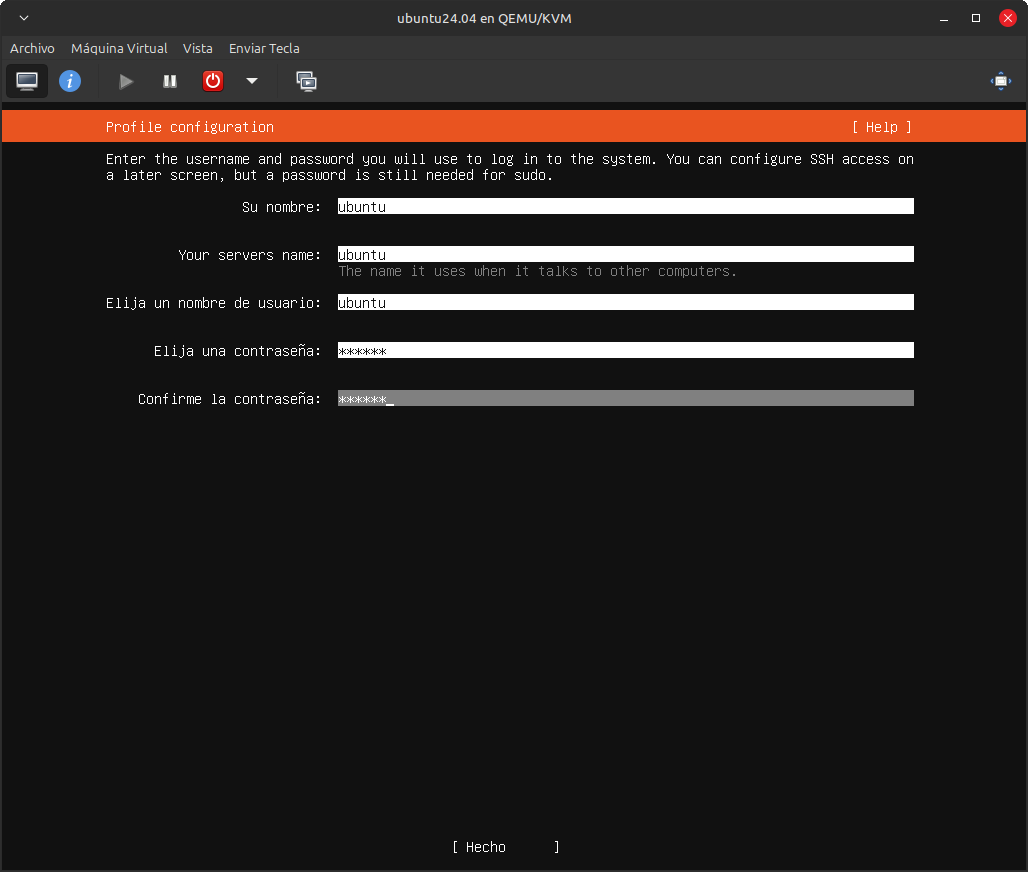 ubuntu24.04 en QEMU/KVM
Archivo Máquina Virtual Vista Enviar Tecla
Profile configuration [ Help ]
Enter the username and password you will use to log in to the system. You can configure SSH access on
a later screen, but a password is still needed for sudo.
Su nombre: ubuntu
Your servers name: ubuntu
The name it uses when it talks to other computers.
Elija un nombre de usuario: ubuntu
Elija una contraseña: ******
Confirme la contraseña: ******_
[ Hecho ]